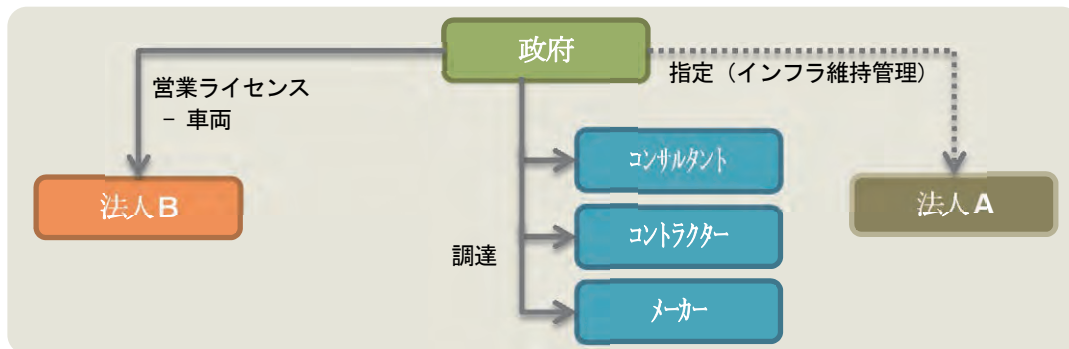 政府
営業ライセンス
- 車両
指定（インフラ維持管理）
コンサルタント
法人B
法人A
コントラクター
調達
メーカー